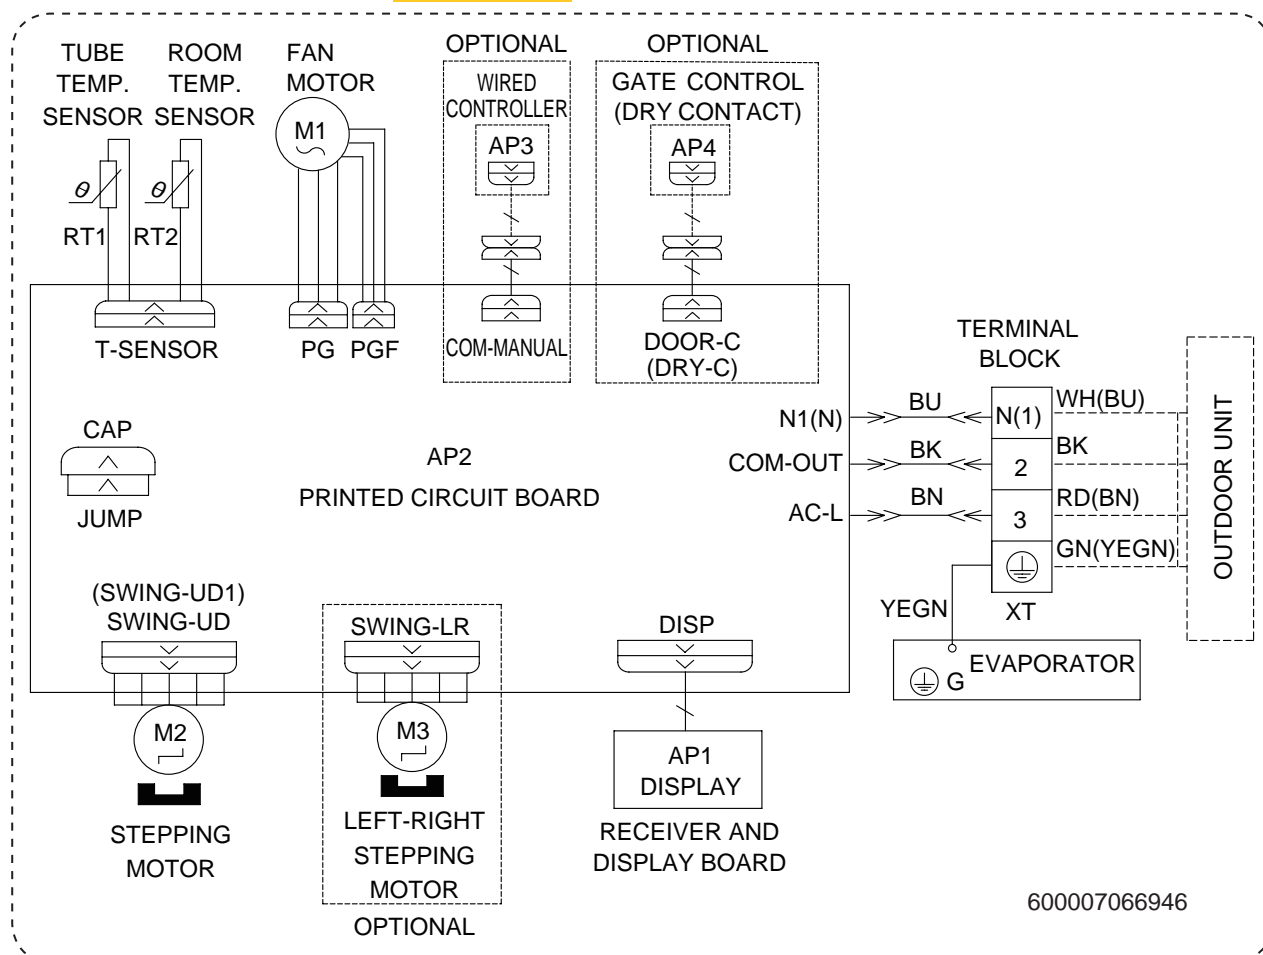 TUBE
TEMP.
SENSOR
ROOM
TEMP.
SENSOR
FAN
MOTOR
OPTIONAL
WIRED
CONTROLLER
OPTIONAL
GATE CONTROL
(DRY CONTACT)
M1
AP3
AP4
θ
θ
RT1
RT2
T-SENSOR
PG
PGF
COM-MANUAL
DOOR-C
(DRY-C)
TERMINAL
BLOCK
N1(N)
BU
N(1)
WH(BU)
COM-OUT
BK
2
BK
AC-L
BN
3
RD(BN)
GN(YEGN)
OUTDOOR UNIT
CAP
JUMP
AP2
PRINTED CIRCUIT BOARD
YEGN
XT
EVAPORATOR
G
(SWING-UD1)
SWING-UD
SWING-LR
DISP
M2
M3
AP1
DISPLAY
STEPPING
MOTOR
LEFT-RIGHT
STEPPING
MOTOR
OPTIONAL
RECEIVER AND
DISPLAY BOARD
600007066946